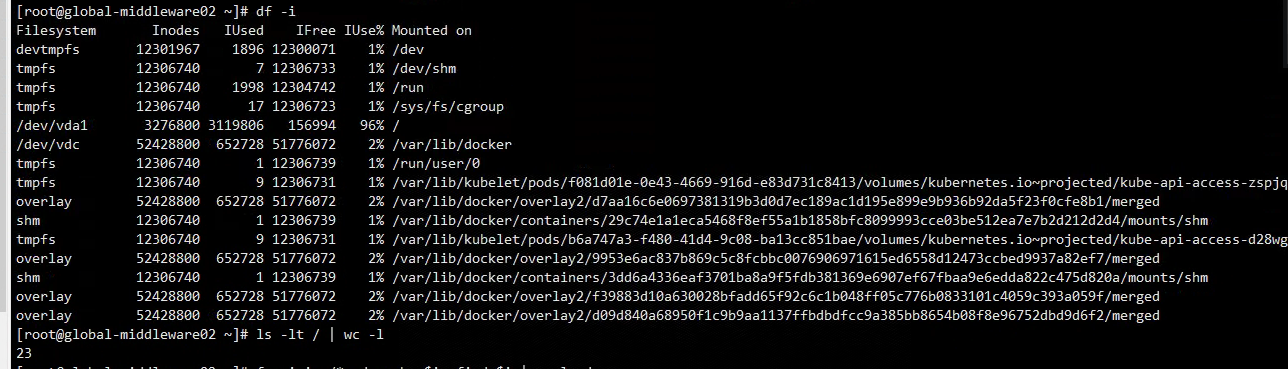 [root@global-middleware02 ~]# df -i
Filesystem Inodes IUsed IFree IUse% Mounted on
devtmpfs 12301967 1896 12300071 1% /dev
tmpfs 12306740 7 12306733 1% /dev/shm
tmpfs 12306740 1998 12304742 1% /run
tmpfs 12306740 17 12306723 1% /sys/fs/cgroup
/dev/vda1 3276800 3119806 156994 96% /
/dev/vdc 52428800 652728 51776072 2% /var/lib/docker
tmpfs 12306740 1 12306739 1% /run/user/0
tmpfs 12306740 9 12306731 1% /var/lib/kubelet/pods/f081d01e-0e43-4669-916d-e83d731c8413/volumes/kubernetes.io~projected/kube-api-access-zspjq
overlay 52428800 652728 51776072 2% /var/lib/docker/overlay2/d7aa16c6e0697381319b3d0d7ec189ac1d195e899e9b936b92da5f23f0cfe8b1/merged
shm 12306740 1 12306739 1% /var/lib/docker/containers/29c74e1a1eca5468f8ef55a1b1858bfc8099993cce03be512ea7e7b2d212d2d4/mounts/shm
tmpfs 12306740 9 12306731 1% /var/lib/kubelet/pods/b6a747a3-f480-41d4-9c08-ba13cc851bae/volumes/kubernetes.io~projected/kube-api-access-d28wg
overlay 52428800 652728 51776072 2% /var/lib/docker/overlay2/9953e6ac837b869c5c8fcbbc0076906971615ed6558d12473ccbed9937a82ef7/merged
shm 12306740 1 12306739 1% /var/lib/docker/containers/3dd6a4336eaf3701ba8a9f5fdb381369e6907ef67fbaa9e6edda822c475d820a/mounts/shm
overlay 52428800 652728 51776072 2% /var/lib/docker/overlay2/f39883d10a630028bfadd65f92c6c1b048ff05c776b0833101c4059c393a059f/merged
overlay 52428800 652728 51776072 2% /var/lib/docker/overlay2/d09d840a68950f1c9b9aa1137ffbdbdfcc9a385bb8654b08f8e96752dbd9d6f2/merged
[root@global-middleware02 ~]# ls -lt / | wc -l
23